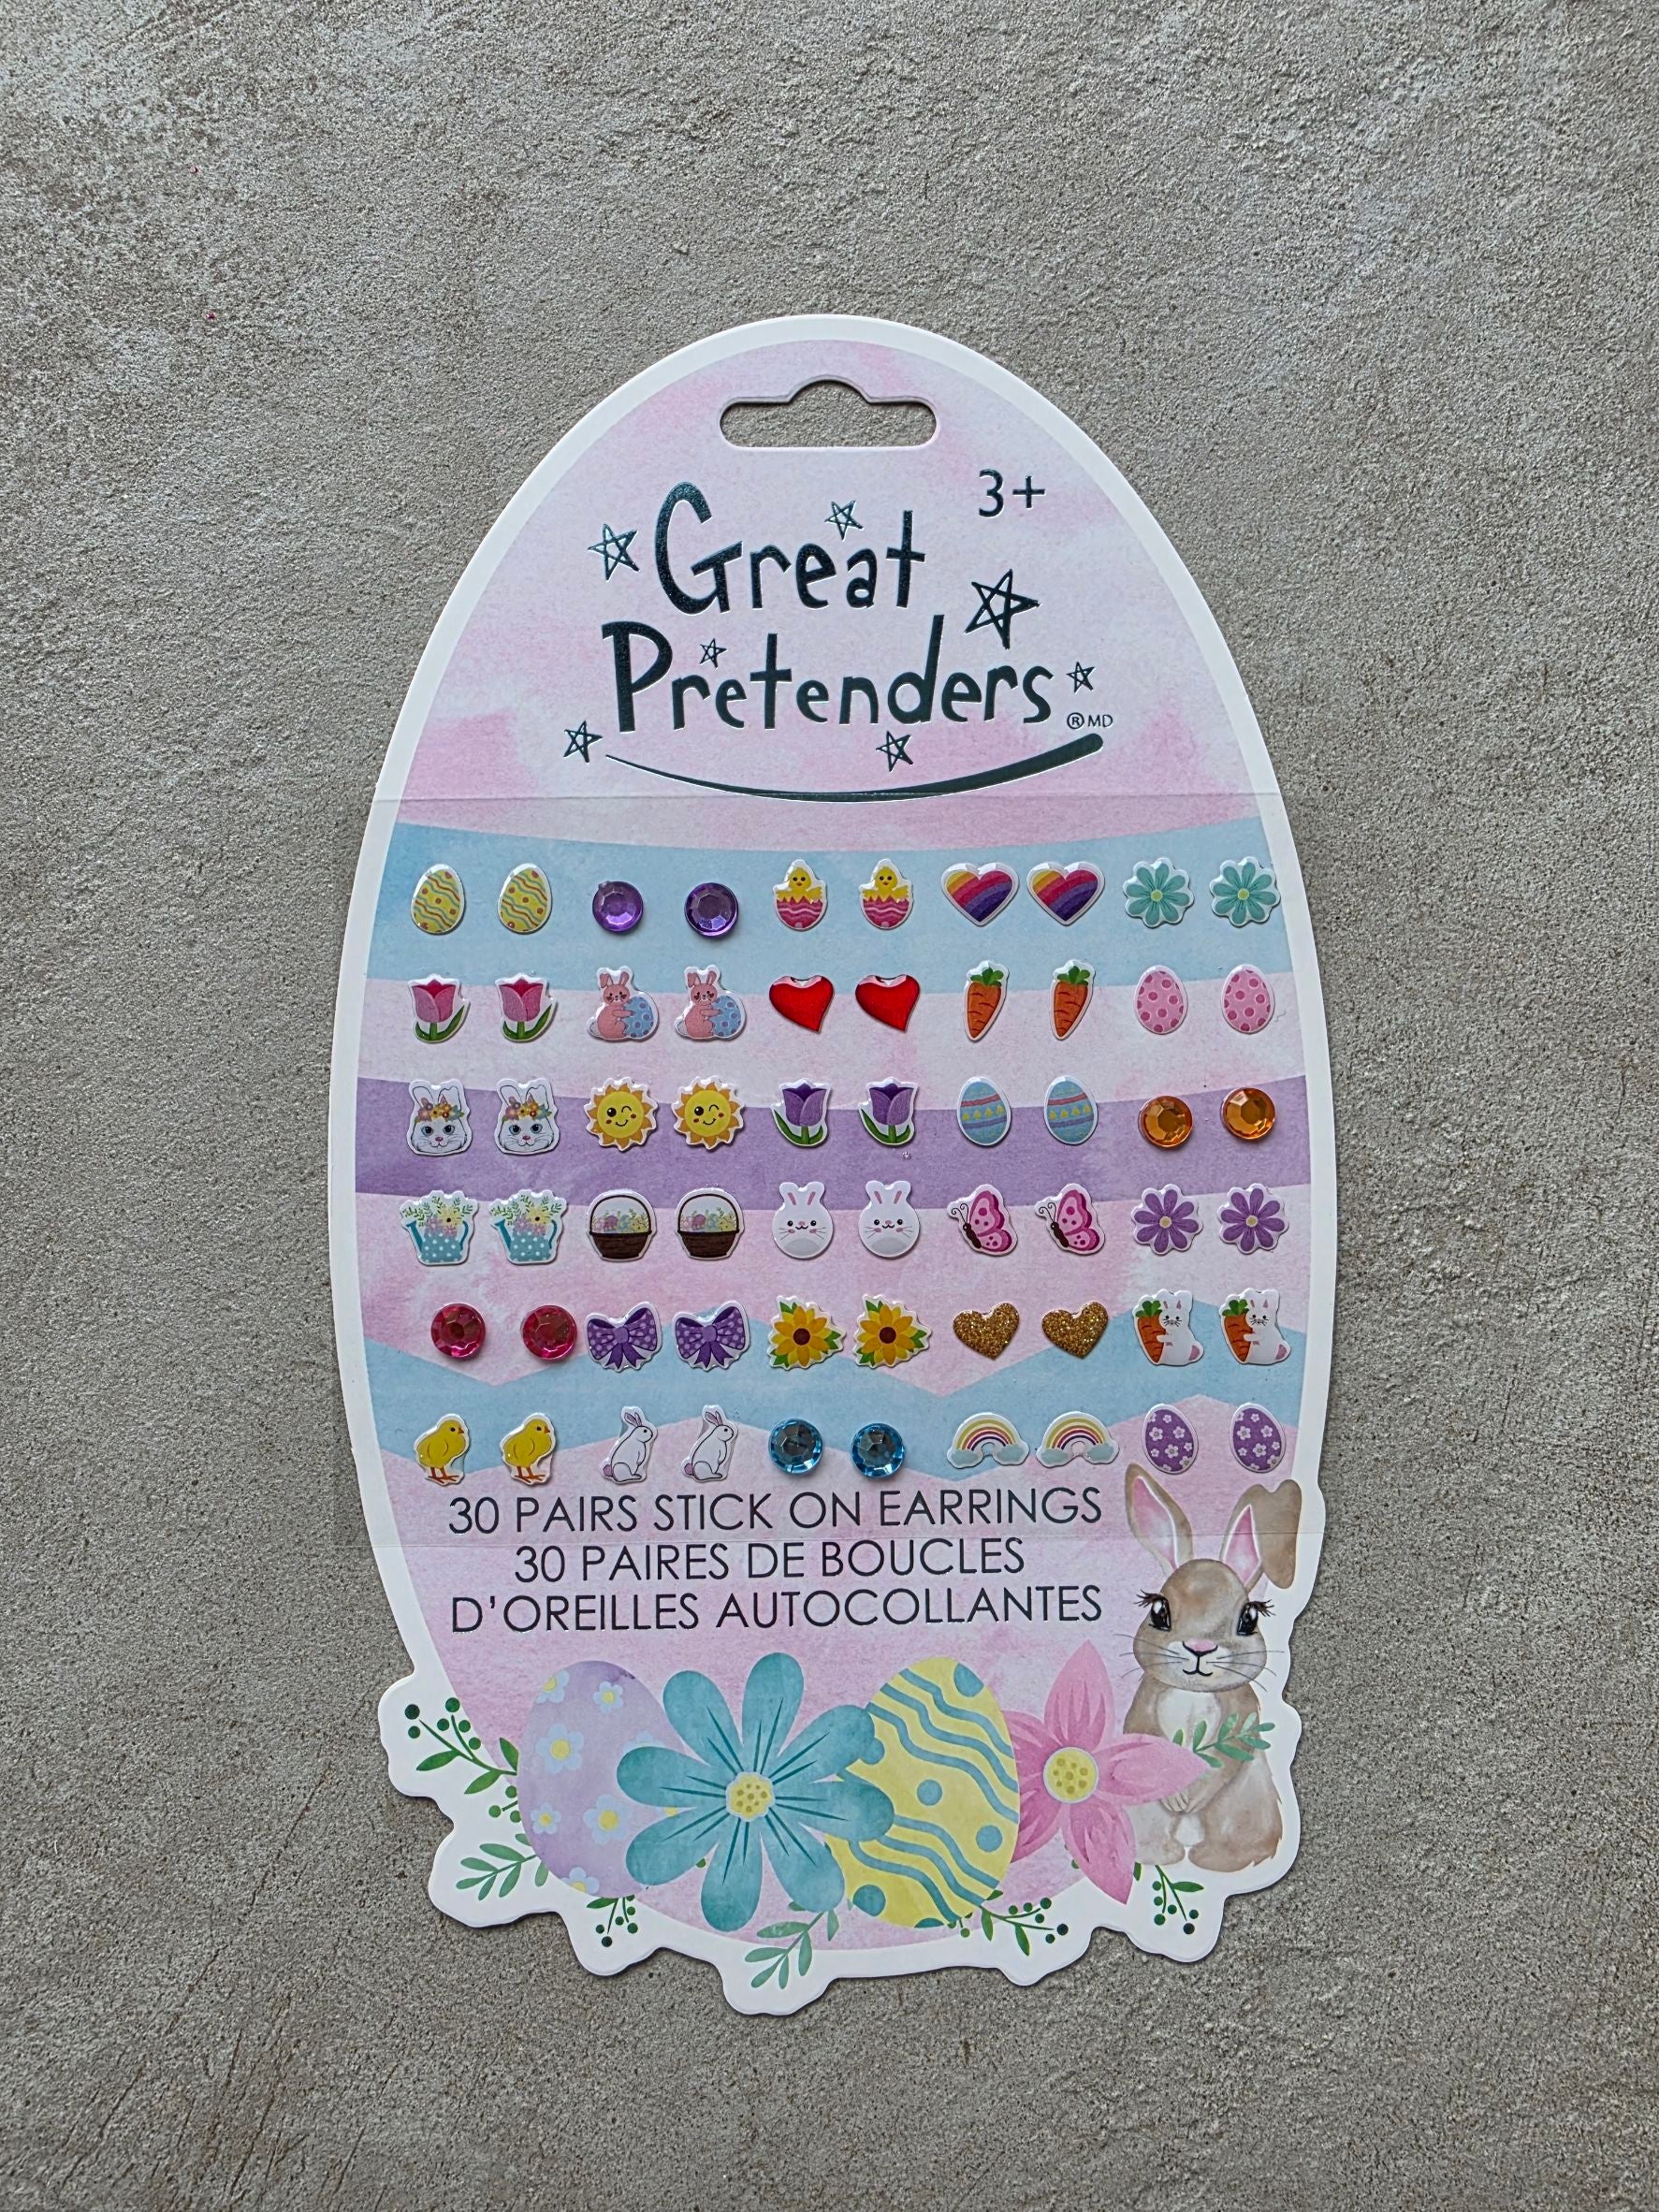 3+
Great
Pretenders
® MD
30 PAIRS STICK ON EARRINGS
30 PAIRES DE BOUCLES
D'OREILLES AUTOCOLLANTES